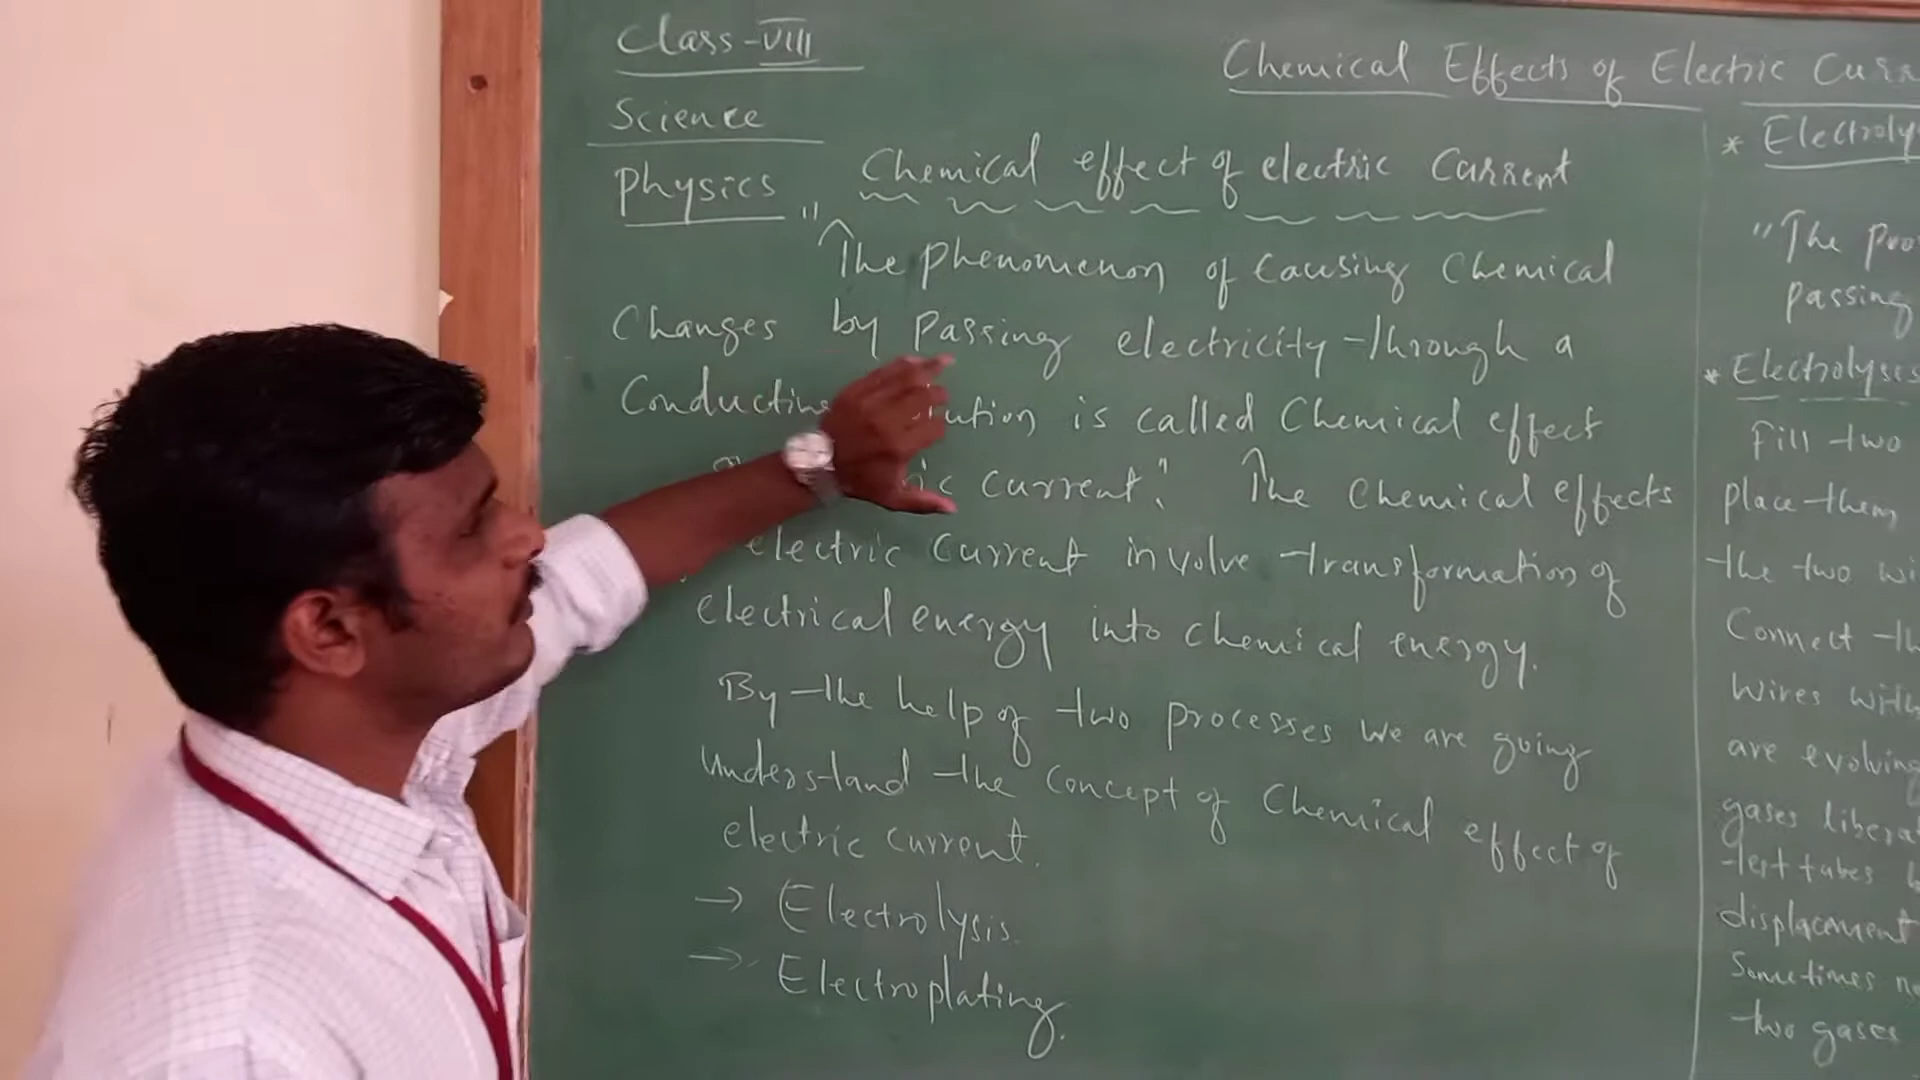 Class-VIII
Science
Physics
Chemical Effects of Electric
Chemical effect of electric Current
"The phenomenon of Causing Chemical
Changes by passing electricity through a
Conducting is called Chemical effect
current". The Chemical effects
electric Current involve transformation of
electrical energy into chemical energy.
By the help of two processes we are going
understand the concept of Chemical effect of
electric current.
→ Electrolysis.
→ Electroplating.
*
"The
passing
* Electrolysis
Fill two
place them
the two
Connect
wires with
are evolving
gases
test tubes
displacement
Sometimes
two gases